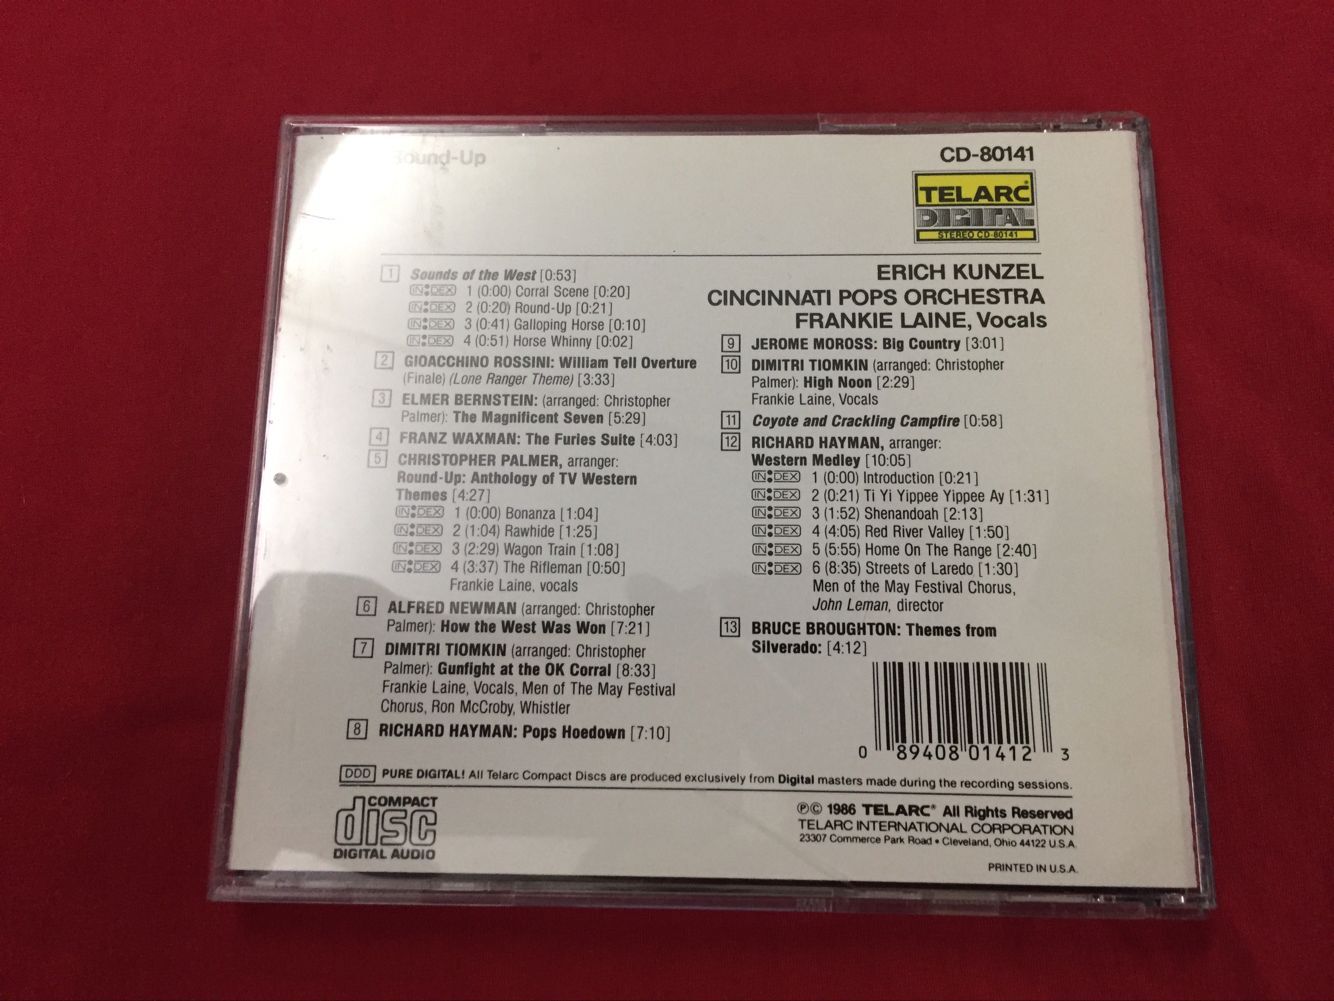 Round-Up
CD-80141
TELARC®
DIGITAL
STEREO CD-80141
1 Sounds of the West [0:53]
INDEX 1 (0:00) Corral Scene [0:20]
INDEX 2 (0:20) Round-Up [0:21]
INDEX 3 (0:41) Galloping Horse [0:10]
INDEX 4 (0:51) Horse Whinny [0:02]
2 GIOACCHINO ROSSINI: William Tell Overture
(Finale) (Lone Ranger Theme) [3:33]
3 ELMER BERNSTEIN: (arranged: Christopher
Palmer): The Magnificent Seven [5:29]
4 FRANZ WAXMAN: The Furies Suite [4:03]
5 CHRISTOPHER PALMER, arranger:
Round-Up: Anthology of TV Western
Themes [4:27]
INDEX 1 (0:00) Bonanza [1:04]
INDEX 2 (1:04) Rawhide [1:25]
INDEX 3 (2:29) Wagon Train [1:08]
INDEX 4 (3:37) The Rifleman [0:50]
Frankie Laine, vocals
6 ALFRED NEWMAN (arranged: Christopher
Palmer): How the West Was Won [7:21]
7 DIMITRI TIOMKIN (arranged: Christopher
Palmer): Gunfight at the OK Corral [8:33]
Frankie Laine, Vocals, Men of The May Festival
Chorus, Ron McCroby, Whistler
8 RICHARD HAYMAN: Pops Hoedown [7:10]
ERICH KUNZEL
CINCINNATI POPS ORCHESTRA
FRANKIE LAINE, Vocals
9 JEROME MOROSS: Big Country [3:01]
10 DIMITRI TIOMKIN (arranged: Christopher
Palmer): High Noon [2:29]
Frankie Laine, Vocals
11 Coyote and Crackling Campfire [0:58]
12 RICHARD HAYMAN, arranger:
Western Medley [10:05]
INDEX 1 (0:00) Introduction [0:21]
INDEX 2 (0:21) Ti Yi Yippee Yippee Ay [1:31]
INDEX 3 (1:52) Shenandoah [2:13]
INDEX 4 (4:05) Red River Valley [1:50]
INDEX 5 (5:55) Home On The Range [2:40]
INDEX 6 (8:35) Streets of Laredo [1:30]
Men of the May Festival Chorus,
John Leman, director
13 BRUCE BROUGHTON: Themes from
Silverado: [4:12]
0 89408 01412 3
DDD PURE DIGITAL! All Telarc Compact Discs are produced exclusively from Digital masters made during the recording sessions.
COMPACT
disc
DIGITAL AUDIO
℗© 1986 TELARC® All Rights Reserved
TELARC INTERNATIONAL CORPORATION
23307 Commerce Park Road • Cleveland, Ohio 44122 U.S.A.
PRINTED IN U.S.A.